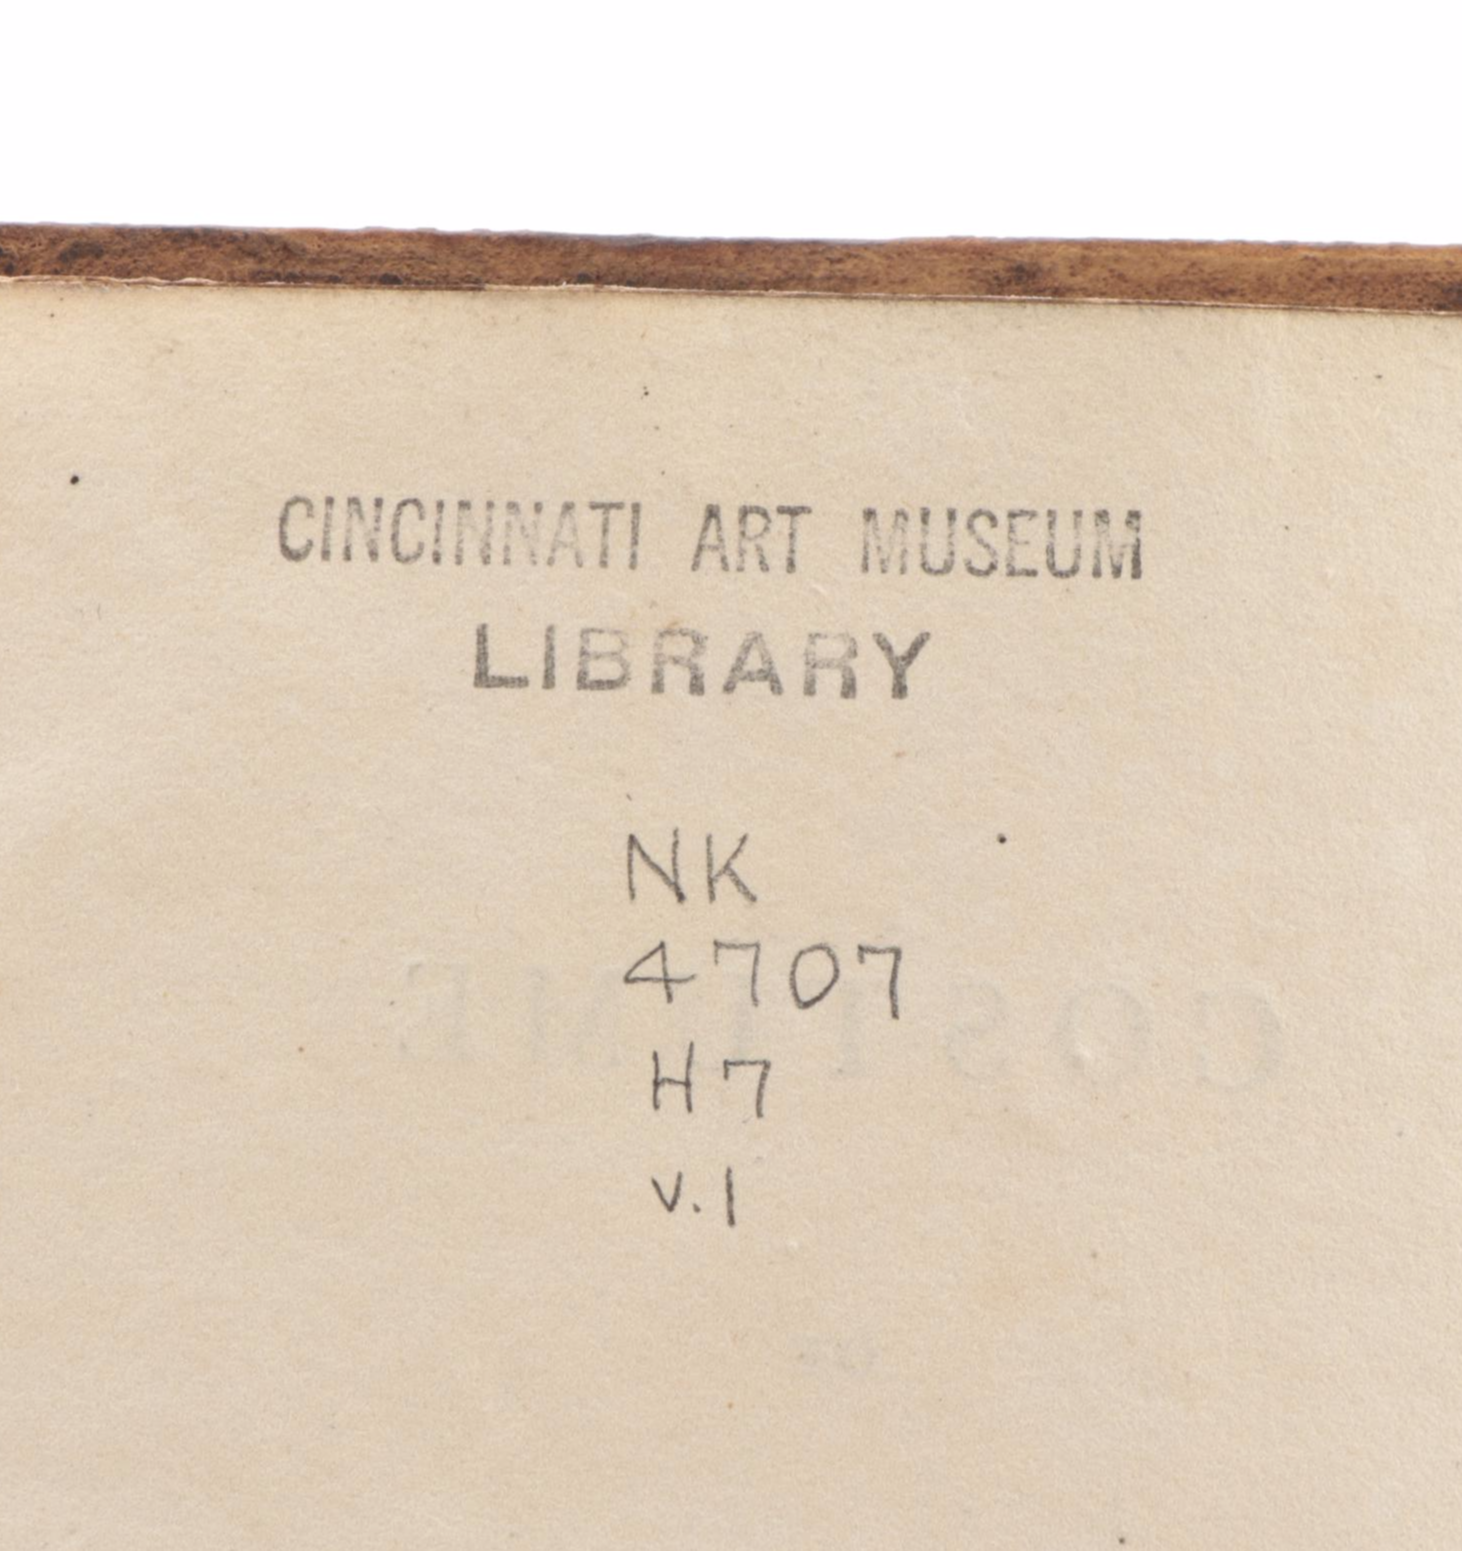 CINCINNATI ART MUSEUM
LIBRARY
NK
4707
H7
v.1